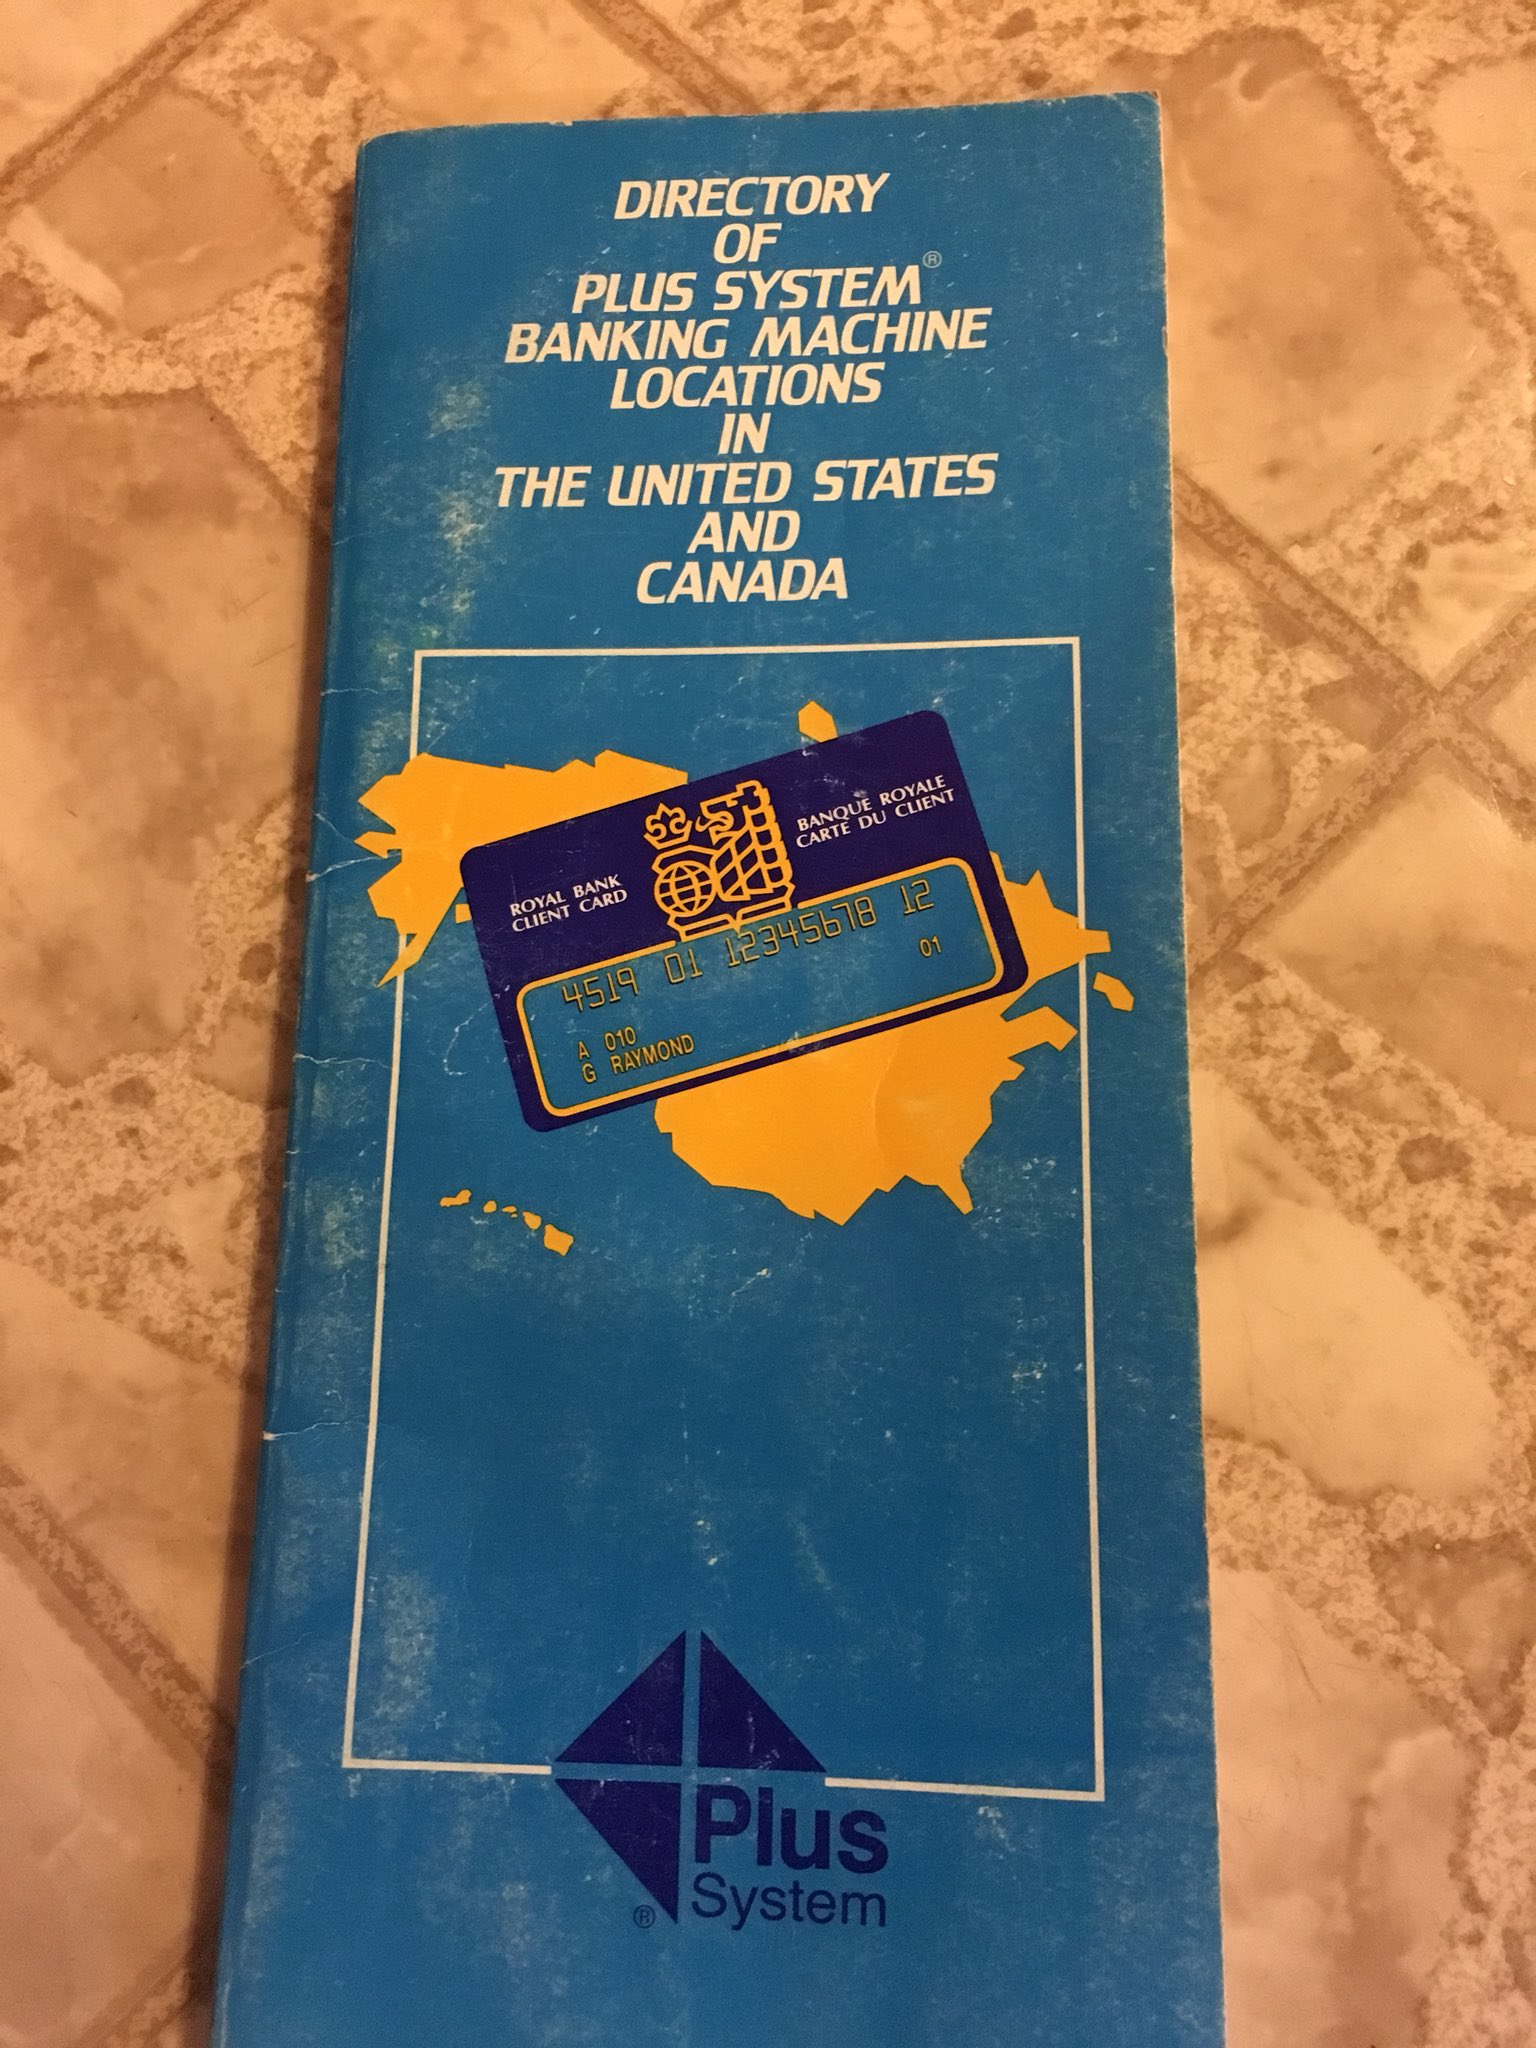 DIRECTORY
OF
PLUS SYSTEM®
BANKING MACHINE
LOCATIONS
IN
THE UNITED STATES
AND
CANADA
ROYAL BANK
CLIENT CARD
BANQUE ROYALE
CARTE DU CLIENT
4519 01 12345678 12
01
A 010
G RAYMOND
Plus
System
®